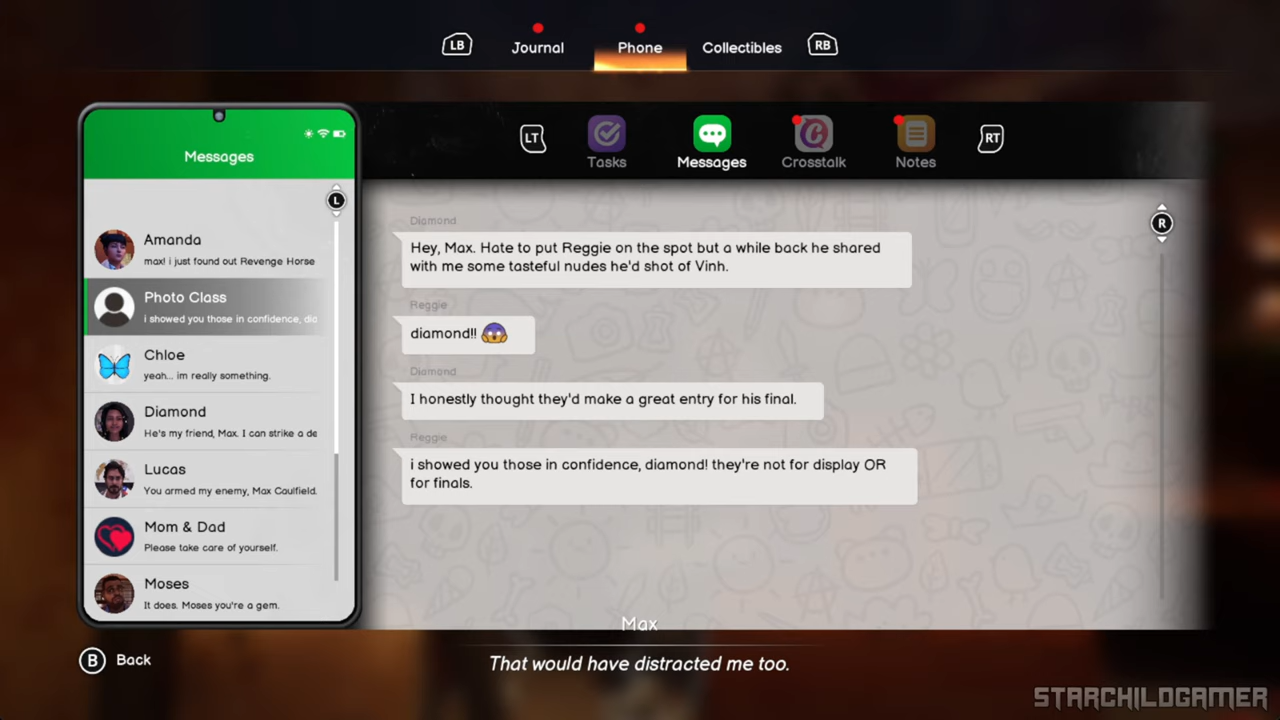 LB
Journal
Phone
Collectibles
RB
Messages
L
Amanda
max! i just found out Revenge Horse
Photo Class
i showed you those in confidence, dia
Chloe
yeah... im really something.
Diamond
He's my friend, Max. I can strike a de
Lucas
You armed my enemy, Max Caulfield.
Mom & Dad
Please take care of yourself.
Moses
It does. Moses you're a gem.
LT
Tasks
Messages
Crosstalk
Notes
RT
R
Diamond
Hey, Max. Hate to put Reggie on the spot but a while back he shared
with me some tasteful nudes he'd shot of Vinh.
Reggie
diamond!! 😱
Diamond
I honestly thought they'd make a great entry for his final.
Reggie
i showed you those in confidence, diamond! they're not for display OR
for finals.
Max
That would have distracted me too.
B Back
STARCHILDGAMER